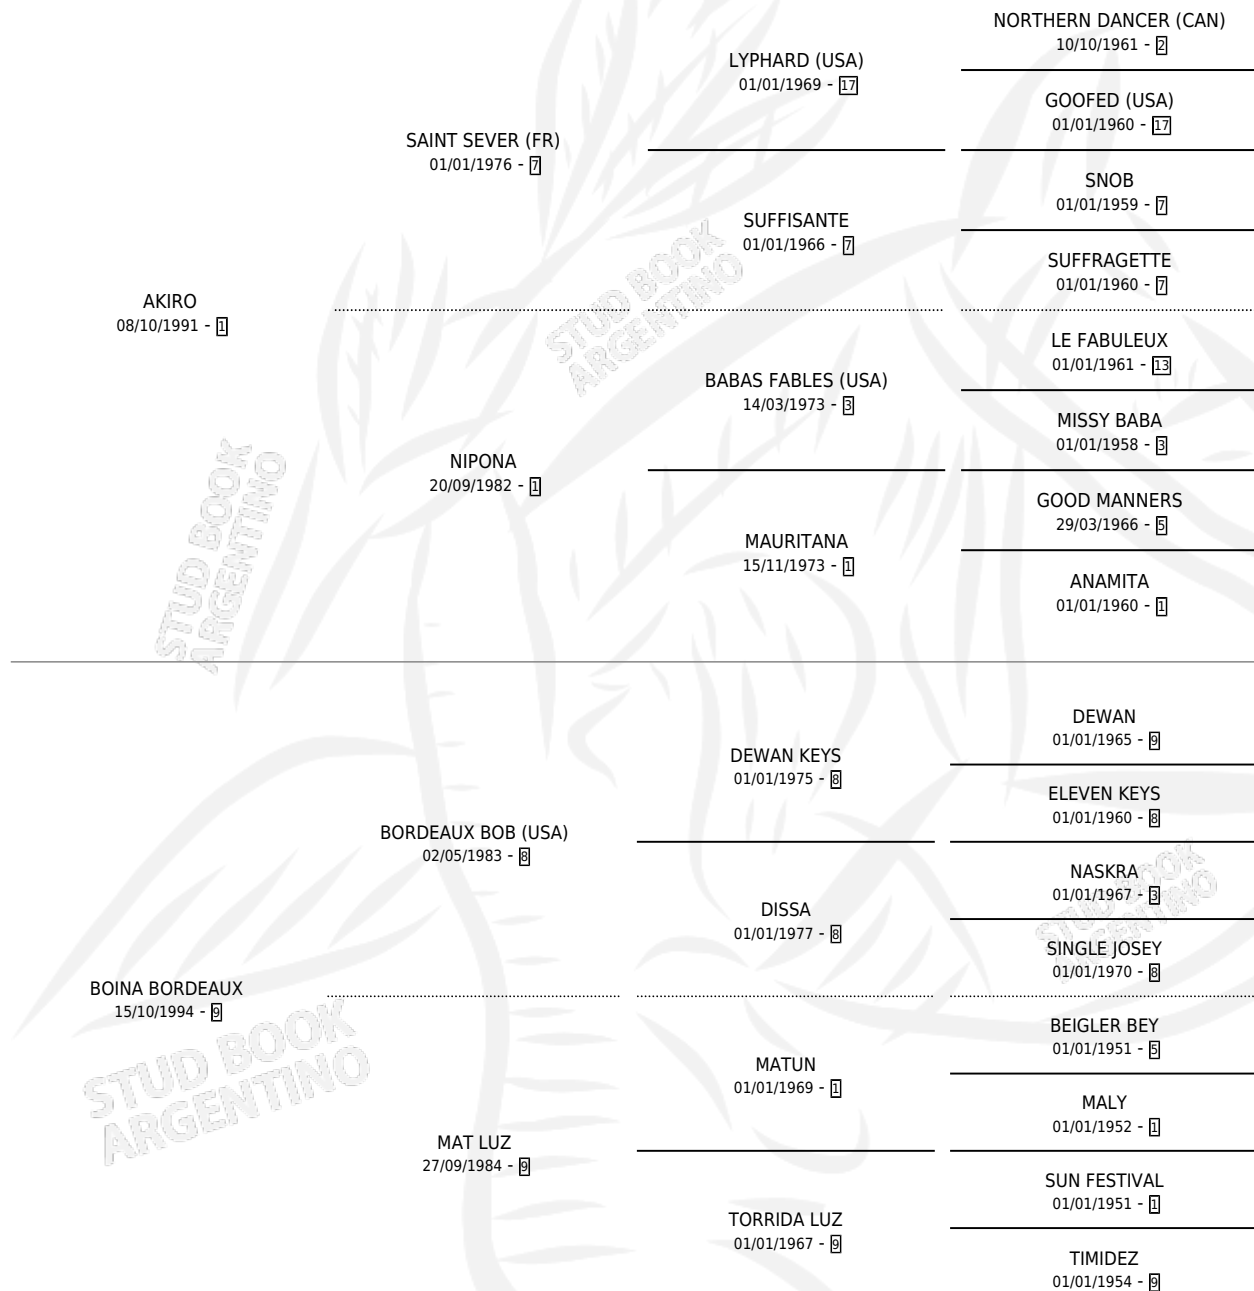 NORTHERN DANCER (CAN)
10/10/1961 - 2
LYPHARD (USA)
01/01/1969 - 17
GOOFED (USA)
01/01/1960 - 17
SAINT SEVER (FR)
01/01/1976 - 7
SNOB
01/01/1959 - 7
SUFFISANTE
01/01/1966 - 7
SUFFRAGETTE
01/01/1960 - 7
AKIRO
08/10/1991 - 1
LE FABULEUX
01/01/1961 - 13
BABAS FABLES (USA)
14/03/1973 - 3
MISSY BABA
01/01/1958 - 3
NIPONA
20/09/1982 - 1
GOOD MANNERS
29/03/1966 - 5
MAURITANA
15/11/1973 - 1
ANAMITA
01/01/1960 - 1
DEWAN
01/01/1965 - 9
DEWAN KEYS
01/01/1975 - 8
ELEVEN KEYS
01/01/1960 - 8
BORDEAUX BOB (USA)
02/05/1983 - 8
NASKRA
01/01/1967 - 3
DISSA
01/01/1977 - 8
SINGLE JOSEY
01/01/1970 - 8
BOINA BORDEAUX
15/10/1994 - 9
BEIGLER BEY
01/01/1951 - 5
MATUN
01/01/1969 - 1
MALY
01/01/1952 - 1
MAT LUZ
27/09/1984 - 9
SUN FESTIVAL
01/01/1951 - 1
TORRIDA LUZ
01/01/1967 - 9
TIMIDEZ
01/01/1954 - 9
STUD BOOK
ARGENTINO
STUD BOOK
ARGENTINO
STUD BOOK
ARGENTINO
STUD BOOK
ARGENTINO